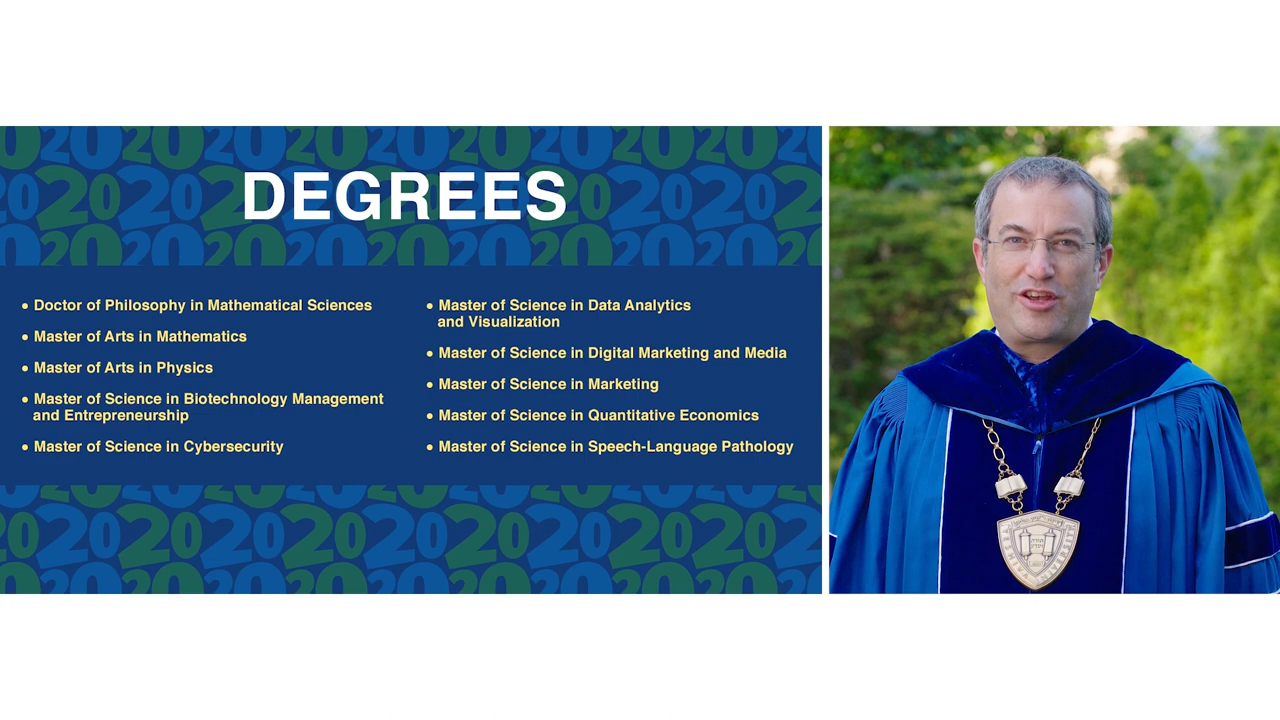 DEGREES
• Doctor of Philosophy in Mathematical Sciences
• Master of Arts in Mathematics
• Master of Arts in Physics
• Master of Science in Biotechnology Management
and Entrepreneurship
• Master of Science in Cybersecurity
• Master of Science in Data Analytics
and Visualization
• Master of Science in Digital Marketing and Media
• Master of Science in Marketing
• Master of Science in Quantitative Economics
• Master of Science in Speech-Language Pathology